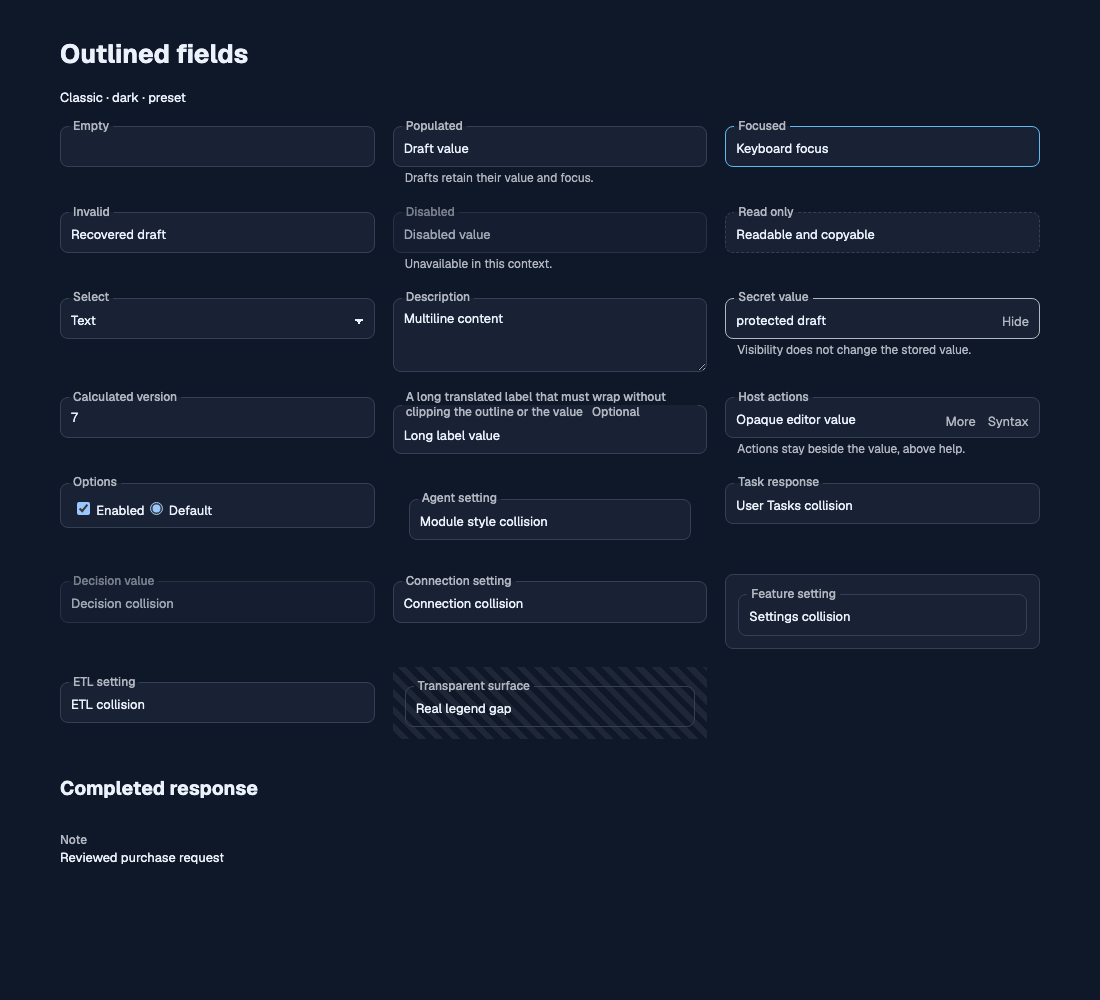 Outlined fields
Classic · dark · preset
Empty
Populated
Draft value
Drafts retain their value and focus.
Focused
Keyboard focus
Invalid
Recovered draft
Disabled
Disabled value
Unavailable in this context.
Read only
Readable and copyable
Select
Text
Description
Multiline content
Secret value
protected draft
Hide
Visibility does not change the stored value.
Calculated version
7
A long translated label that must wrap without
clipping the outline or the value Optional
Long label value
Host actions
Opaque editor value
More Syntax
Actions stay beside the value, above help.
Options
Enabled Default
Agent setting
Module style collision
Task response
User Tasks collision
Decision value
Decision collision
Connection setting
Connection collision
Feature setting
Settings collision
ETL setting
ETL collision
Transparent surface
Real legend gap
Completed response
Note
Reviewed purchase request